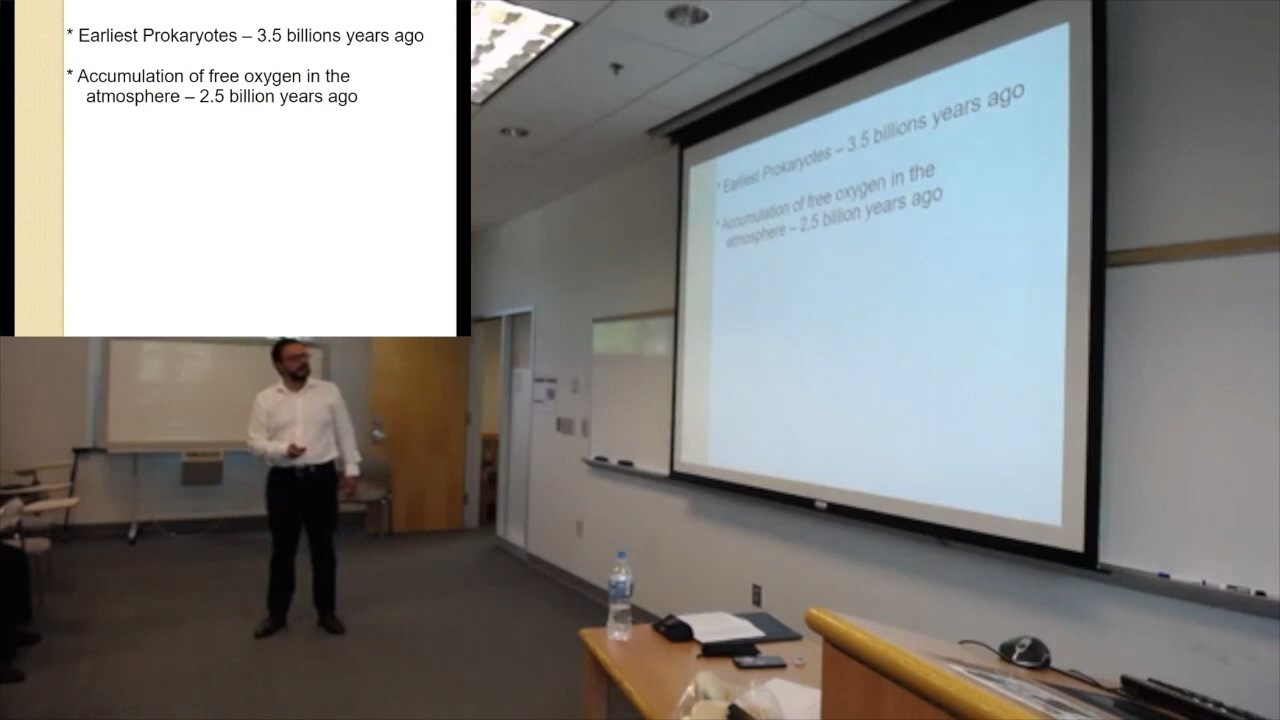 * Earliest Prokaryotes – 3.5 billions years ago
* Accumulation of free oxygen in the
atmosphere – 2.5 billion years ago
* Earliest Prokaryotes – 3.5 billions years ago
* Accumulation of free oxygen in the
atmosphere – 2.5 billion years ago